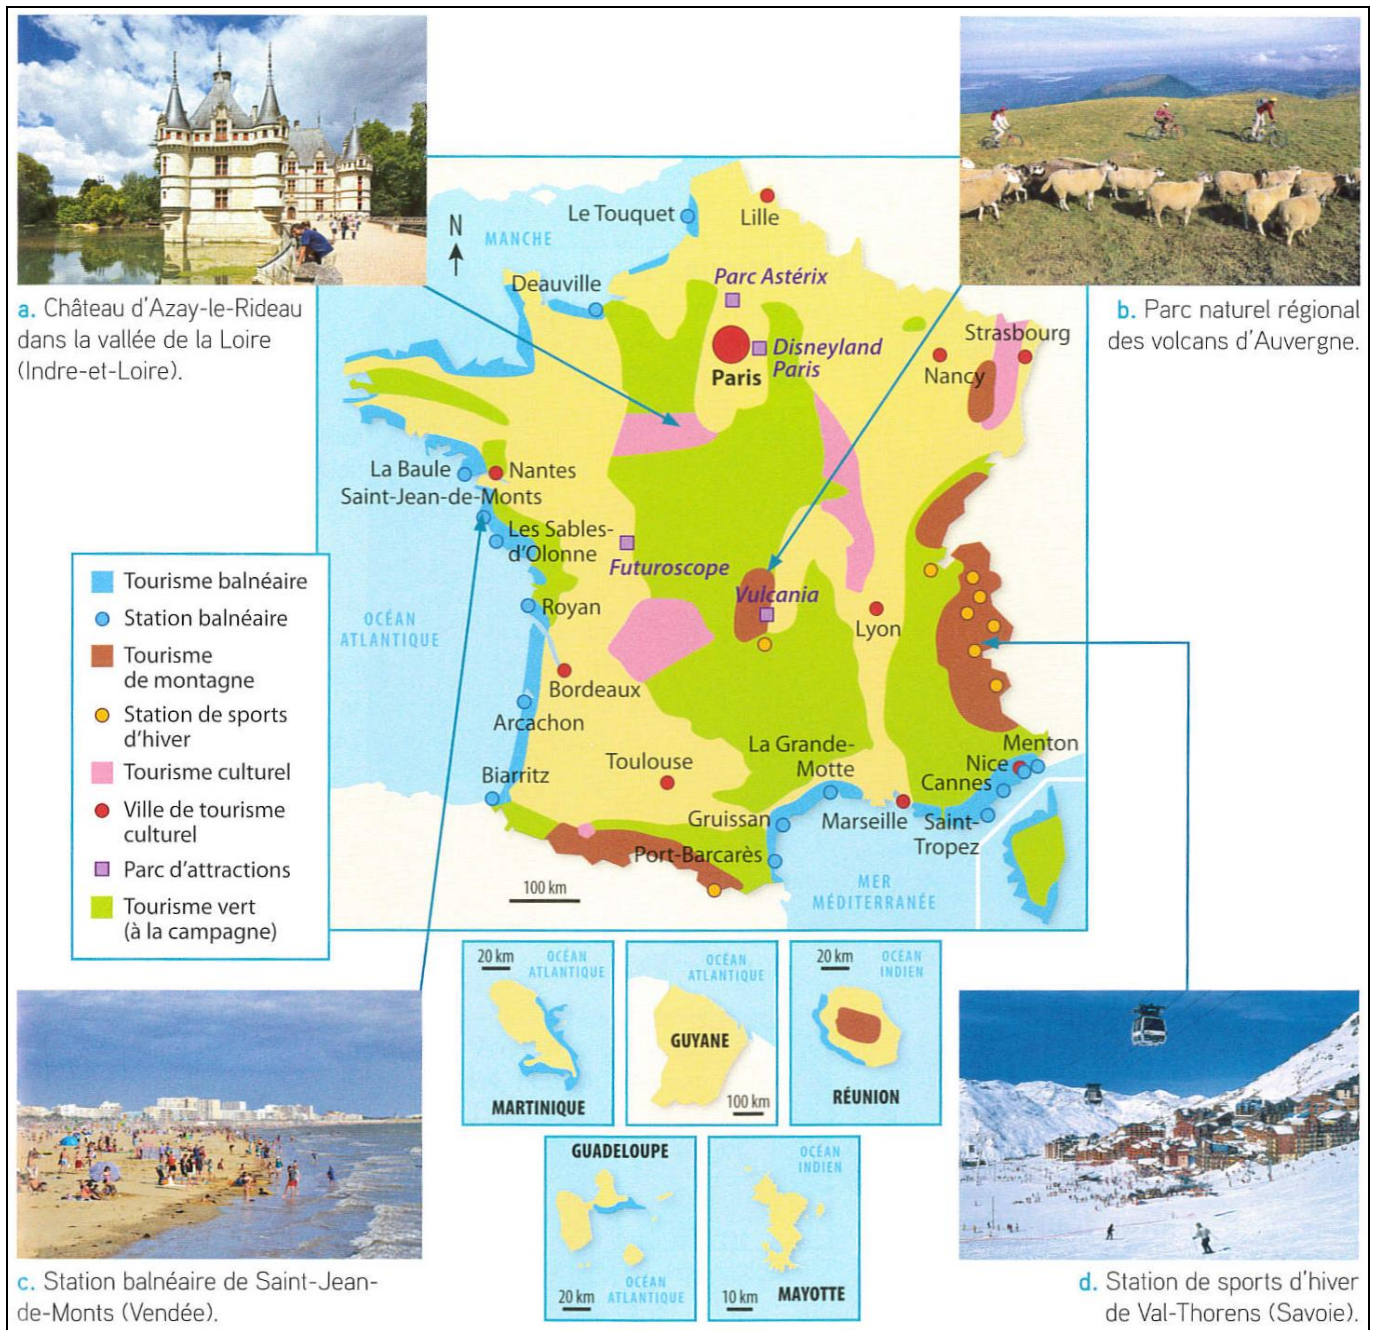 a. Château d'Azay-le-Rideau
dans la vallée de la Loire
(Indre-et-Loire).
b. Parc naturel régional
des volcans d'Auvergne.
N
MANCHE
Le Touquet
Lille
Deauville
Parc Astérix
Disneyland
Paris
Paris
Strasbourg
Nancy
La Baule
Nantes
Saint-Jean-de-Monts
Les Sables-
d'Olonne
Futuroscope
Vulcania
Royan
Lyon
OCÉAN
ATLANTIQUE
Bordeaux
Arcachon
Biarritz
Toulouse
La Grande-
Motte
Menton
Nice
Cannes
Gruissan
Marseille
Saint-
Tropez
Port-Barcarès
MER
MÉDITERRANÉE
100 km
Tourisme balnéaire
Station balnéaire
Tourisme
de montagne
Station de sports
d'hiver
Tourisme culturel
Ville de tourisme
culturel
Parc d'attractions
Tourisme vert
(à la campagne)
20 km
OCÉAN
ATLANTIQUE
MARTINIQUE
OCÉAN
ATLANTIQUE
GUYANE
100 km
20 km
OCÉAN
INDIEN
RÉUNION
GUADELOUPE
20 km
OCÉAN
ATLANTIQUE
OCÉAN
INDIEN
10 km
MAYOTTE
c. Station balnéaire de Saint-Jean-
de-Monts (Vendée).
d. Station de sports d'hiver
de Val-Thorens (Savoie).